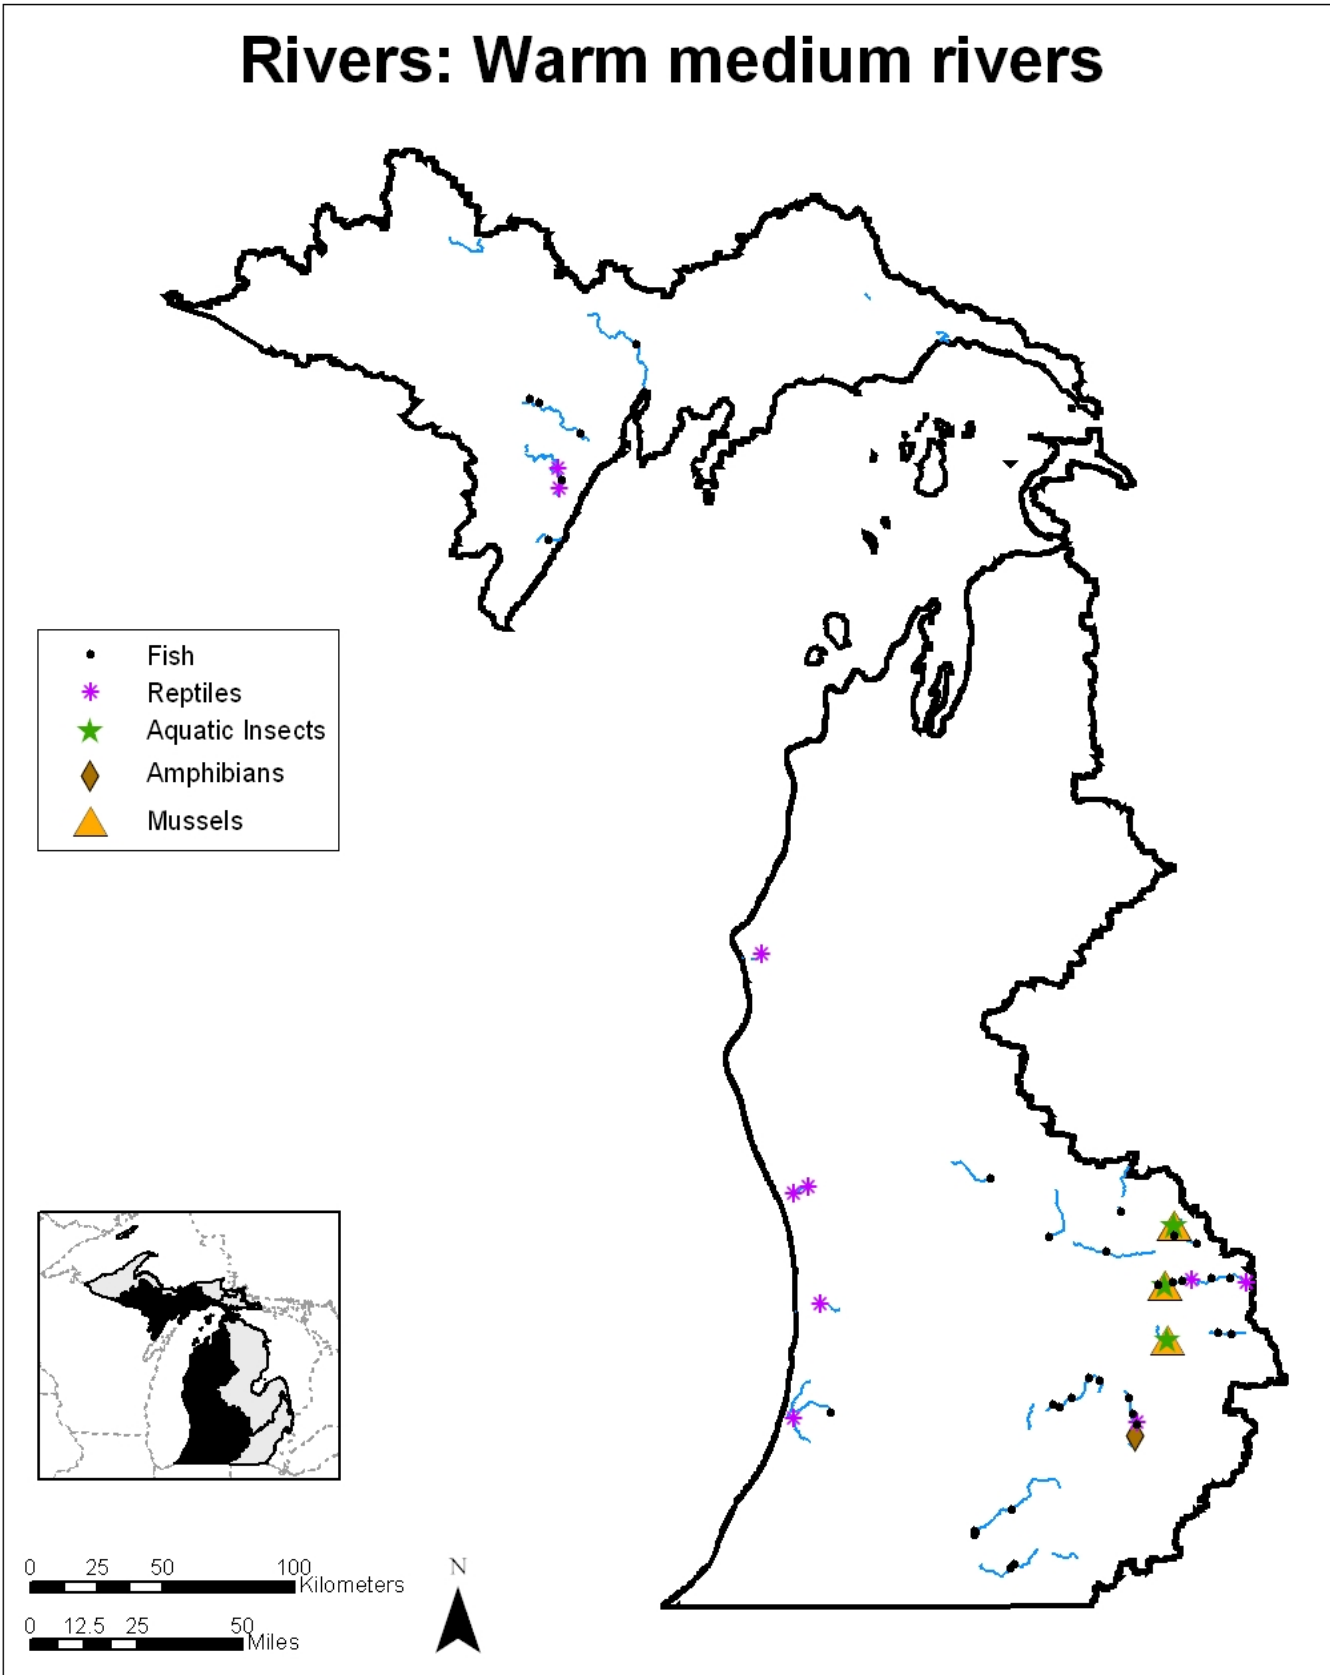 Rivers: Warm medium rivers
Fish
Reptiles
Aquatic Insects
Amphibians
Mussels
0 25 50 100
Kilometers
0 12.5 25 50
Miles
N